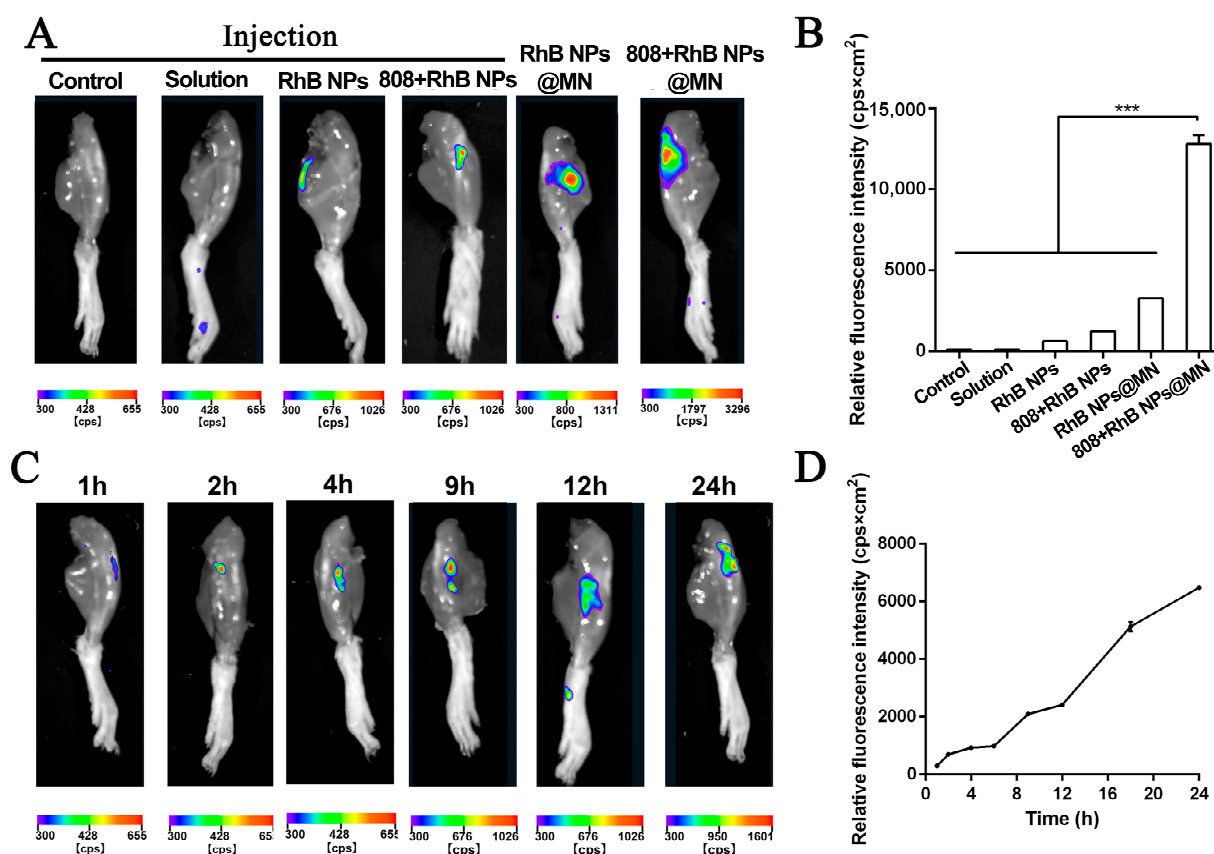 A
Injection
Control
Solution
RhB NPs
808+RhB NPs
RhB NPs
@MN
808+RhB NPs
@MN
300 428 655
[cps]
300 428 655
[cps]
300 676 1026
[cps]
300 676 1026
[cps]
300 800 1311
[cps]
300 1797 3296
[cps]
B
Relative fluorescence intensity (cps×cm²)
15,000
10,000
5000
0
***
Control
Solution
RhB NPs
808+RhB NPs
RhB NPs@MN
808+RhB NPs@MN
C
1h
2h
4h
9h
12h
24h
300 428 655
[cps]
300 428 65
[cps]
300 428 655
[cps]
300 676 1026
[cps]
300 676 1026
[cps]
300 950 1601
[cps]
D
Relative fluorescence intensity (cps×cm²)
8000
6000
4000
2000
0
0 4 8 12 16 20 24
Time (h)